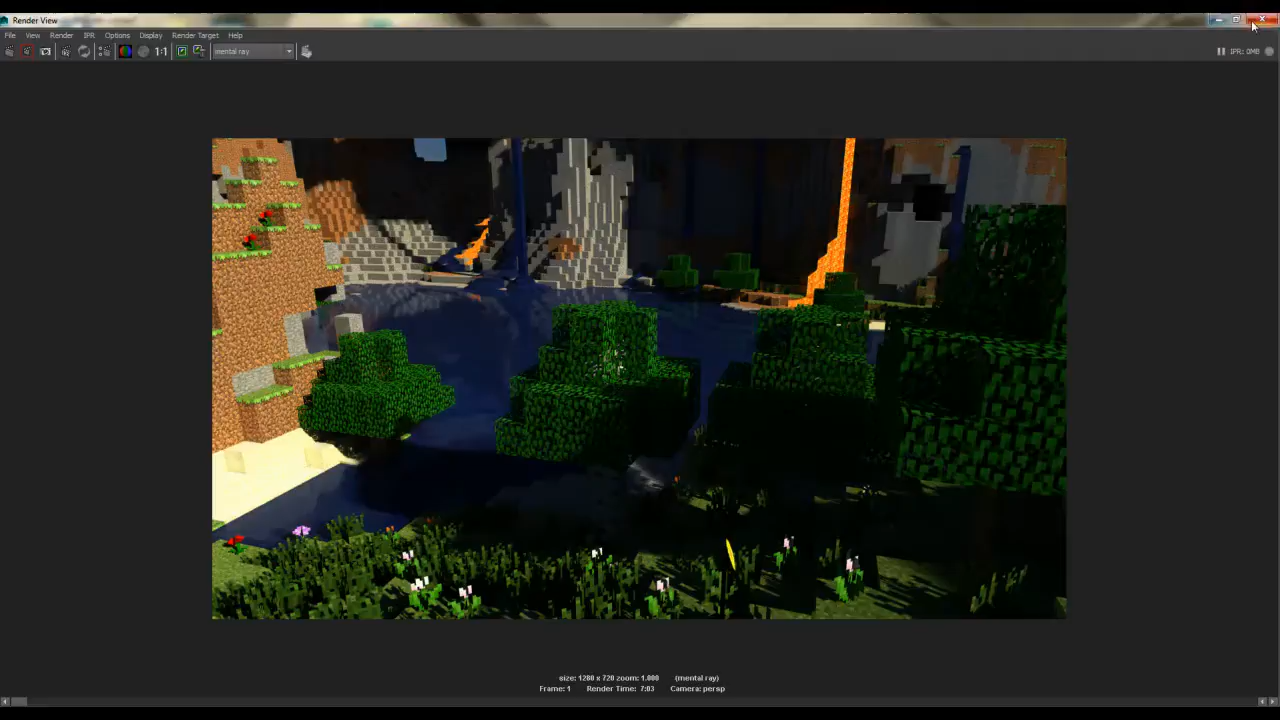 Render View
File View Render IPR Options Display Render Target Help
1:1 mental ray IPR: 0MB
size: 1280 x 720 zoom: 1.000 (mental ray)
Frame: 1 Render Time: 7:03 Camera: persp